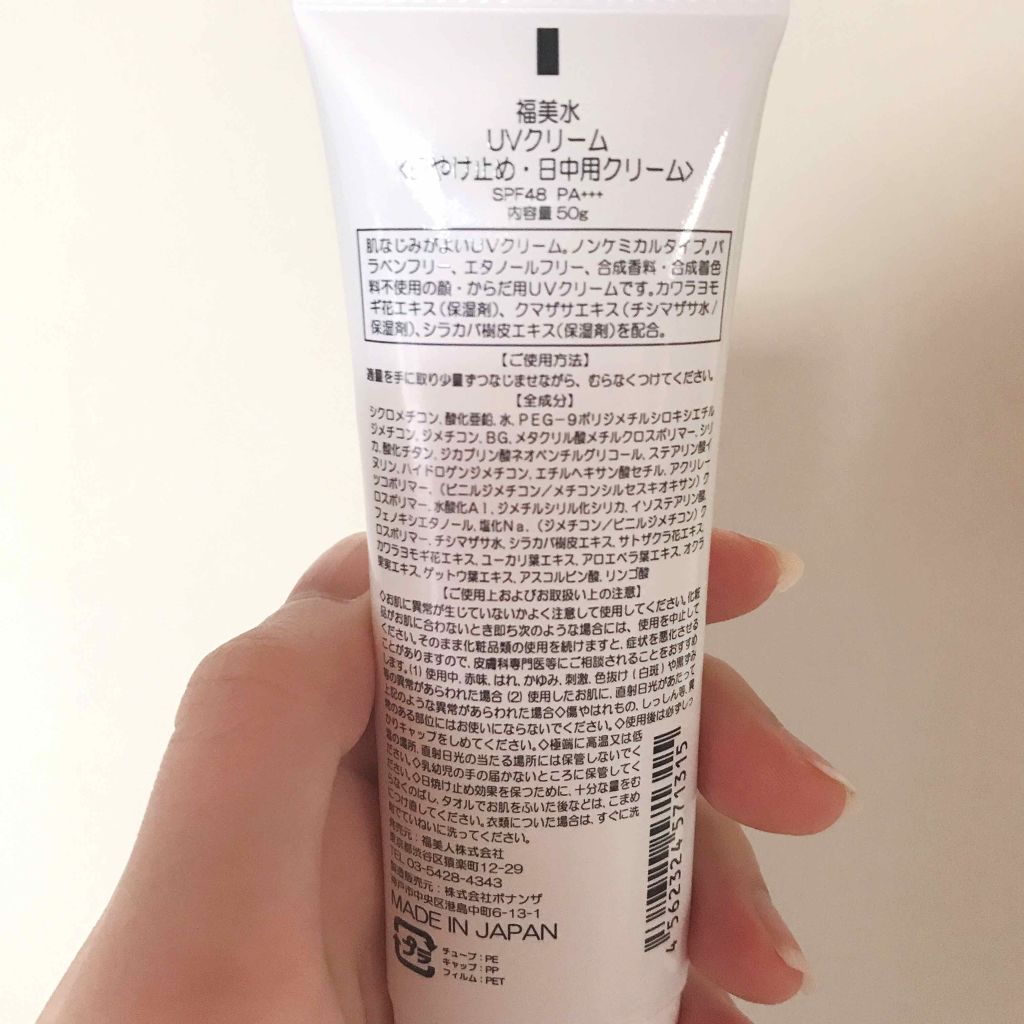 福美水
UVクリーム
やけ止め・日中用クリーム〉
SPF48 PA+++
内容量50g
肌なじみがよいUVクリーム。ノンケミカルタイプ。パ
ラベンフリー、エタノールフリー、合成香料・合成着色
料不使用の顔・からだ用UVクリームです。カワラヨモ
ギ花エキス(保湿剤)、クマザサエキス(チシマザサ水/
保湿剤)、シラカバ樹皮エキス(保湿剤)を配合。
【ご使用方法】
適量を手に取り少量ずつなじませながら、むらなくつけてください。
【全成分】
シクロメチコン、酸化亜鉛、水、PEG-9ポリジメチルシロキシエチル
ジメチコン、ジメチコン、BG、メタクリル酸メチルクロスポリマー、シリ
カ、酸化チタン、ジカプリン酸ネオペンチルグリコール、ステアリン酸イ
ヌリン、ハイドロゲンジメチコン、エチルヘキサン酸セチル、アクリレー
ツコポリマー、(ビニルジメチコン/メチコンシルセスキオキサン)ク
ロスポリマー、水酸化Al、ジメチルシリル化シリカ、イソステアリン酸、
フェノキシエタノール、塩化Na、(ジメチコン/ビニルジメチコン)ク
ロスポリマー、チシマザサ水、シラカバ樹皮エキス、サトザクラ花エキス、
カワラヨモギ花エキス、ユーカリ葉エキス、アロエベラ葉エキス、オクラ
果実エキス、ゲットウ葉エキス、アスコルビン酸、リンゴ酸
【ご使用上およびお取扱い上の注意】
◇お肌に異常が生じていないかよく注意して使用してください。化粧
品がお肌に合わないとき即ち次のような場合には、使用を中止して
ください。そのまま化粧品類の使用を続けますと、症状を悪化させる
ことがありますので、皮膚科専門医等にご相談されることをおすすめ
します。(1) 使用中、赤味、はれ、かゆみ、刺激、色抜け(白斑)や黒ずみ
等の異常があらわれた場合 (2) 使用したお肌に、直射日光があたって
上記のような異常があらわれた場合◇傷やはれもの、しっしん等、異
常のある部位にはお使いにならないでください。◇使用後は必ずしっ
かりキャップをしめてください。◇極端に高温又は低
温の場所、直射日光の当たる場所には保管しないでく
ださい。◇乳幼児の手の届かないところに保管してく
ださい。◇日焼け止め効果を保つために、十分な量をむ
らなくのばし、タオルでお肌をふいた後などは、こまめ
につけ直してください。衣類についた場合は、すぐに洗
剤でていねいに洗ってください。
発売元:福美人株式会社
東京都渋谷区猿楽町12-29
TEL 03-5428-4343
製造販売元:株式会社ボナンザ
神戸市中央区港島中町6-13-1
MADE IN JAPAN
プラ
チューブ:PE
キャップ:PP
フィルム:PET
4562324571315